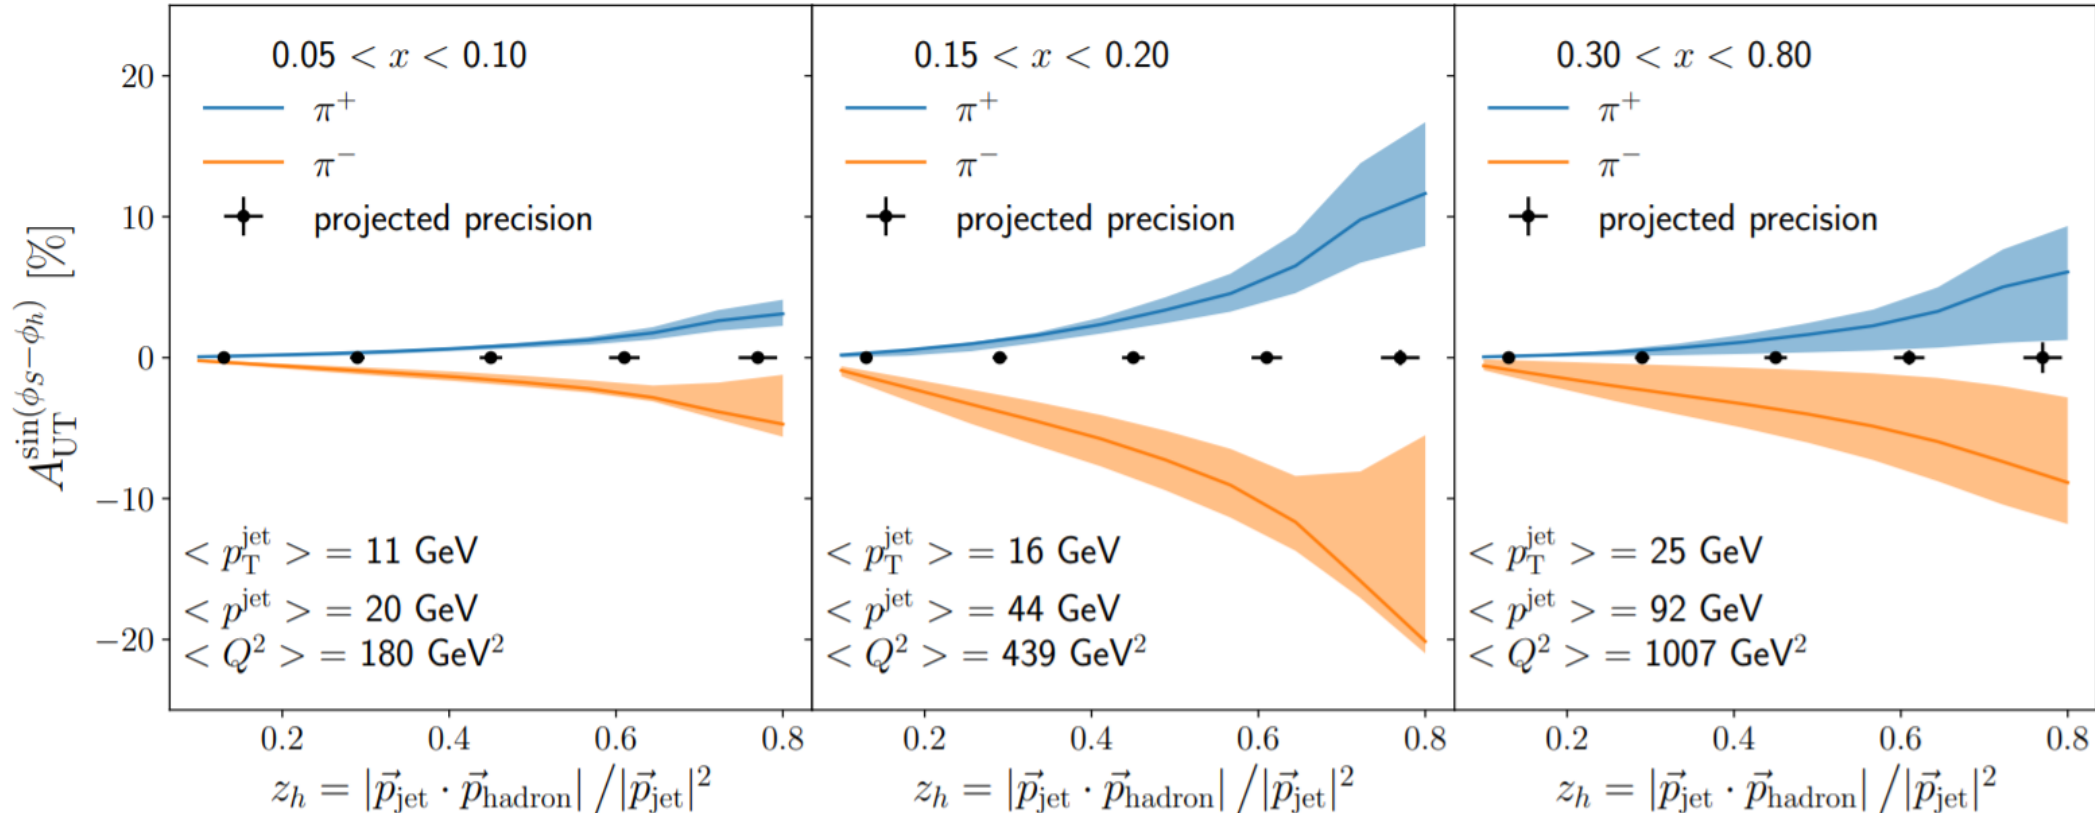 A_UT^sin(φ_S−φ_h) [%]
20
10
0
−10
−20
0.05 < x < 0.10
π⁺
π⁻
projected precision
< p_T^jet > = 11 GeV
< p^jet > = 20 GeV
< Q² > = 180 GeV²
0.2 0.4 0.6 0.8
z_h = |p⃗_jet · p⃗_hadron| / |p⃗_jet|²
0.15 < x < 0.20
π⁺
π⁻
projected precision
< p_T^jet > = 16 GeV
< p^jet > = 44 GeV
< Q² > = 439 GeV²
0.2 0.4 0.6 0.8
z_h = |p⃗_jet · p⃗_hadron| / |p⃗_jet|²
0.30 < x < 0.80
π⁺
π⁻
projected precision
< p_T^jet > = 25 GeV
< p^jet > = 92 GeV
< Q² > = 1007 GeV²
0.2 0.4 0.6 0.8
z_h = |p⃗_jet · p⃗_hadron| / |p⃗_jet|²